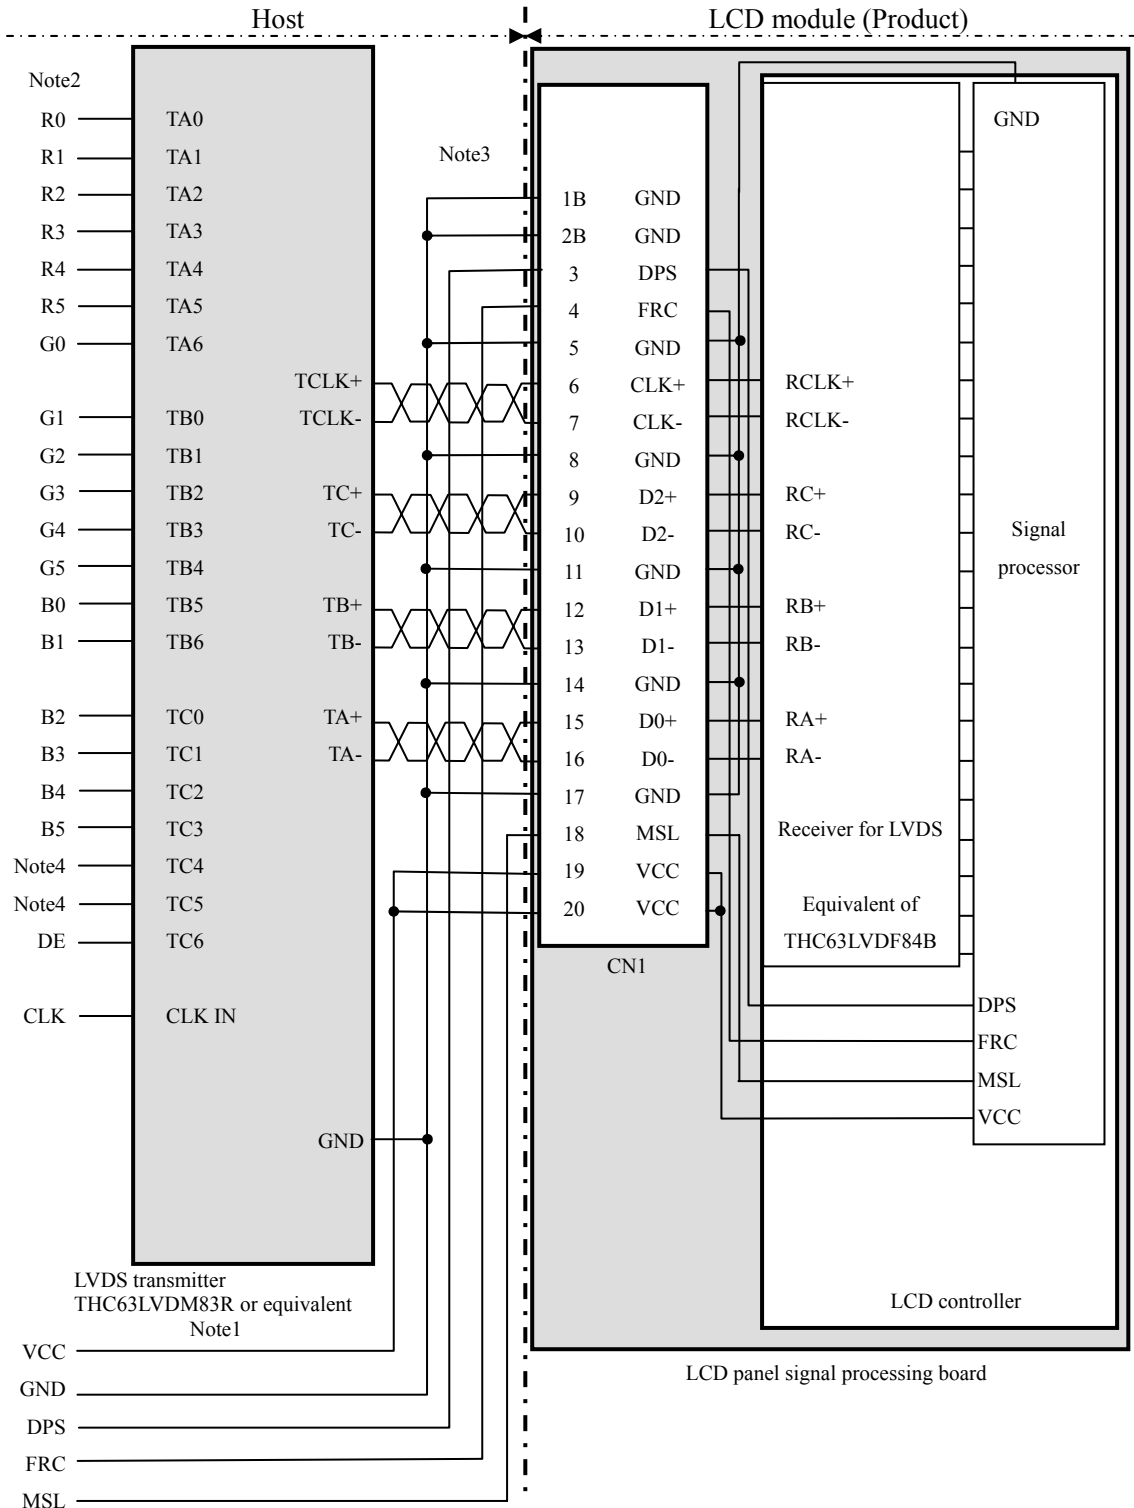 Host
LCD module (Product)
Note2
R0 TA0
R1 TA1
R2 TA2
R3 TA3
R4 TA4
R5 TA5
G0 TA6
G1 TB0
G2 TB1
G3 TB2
G4 TB3
G5 TB4
B0 TB5
B1 TB6
B2 TC0
B3 TC1
B4 TC2
B5 TC3
Note4 TC4
Note4 TC5
DE TC6
CLK CLK IN
TCLK+
TCLK-
TC+
TC-
TB+
TB-
TA+
TA-
GND
LVDS transmitter
THC63LVDM83R or equivalent
Note1
VCC
GND
DPS
FRC
MSL
Note3
1B GND
2B GND
3 DPS
4 FRC
5 GND
6 CLK+
7 CLK-
8 GND
9 D2+
10 D2-
11 GND
12 D1+
13 D1-
14 GND
15 D0+
16 D0-
17 GND
18 MSL
19 VCC
20 VCC
CN1
RCLK+
RCLK-
RC+
RC-
RB+
RB-
RA+
RA-
Receiver for LVDS
Equivalent of
THC63LVDF84B
GND
Signal
processor
DPS
FRC
MSL
VCC
LCD controller
LCD panel signal processing board